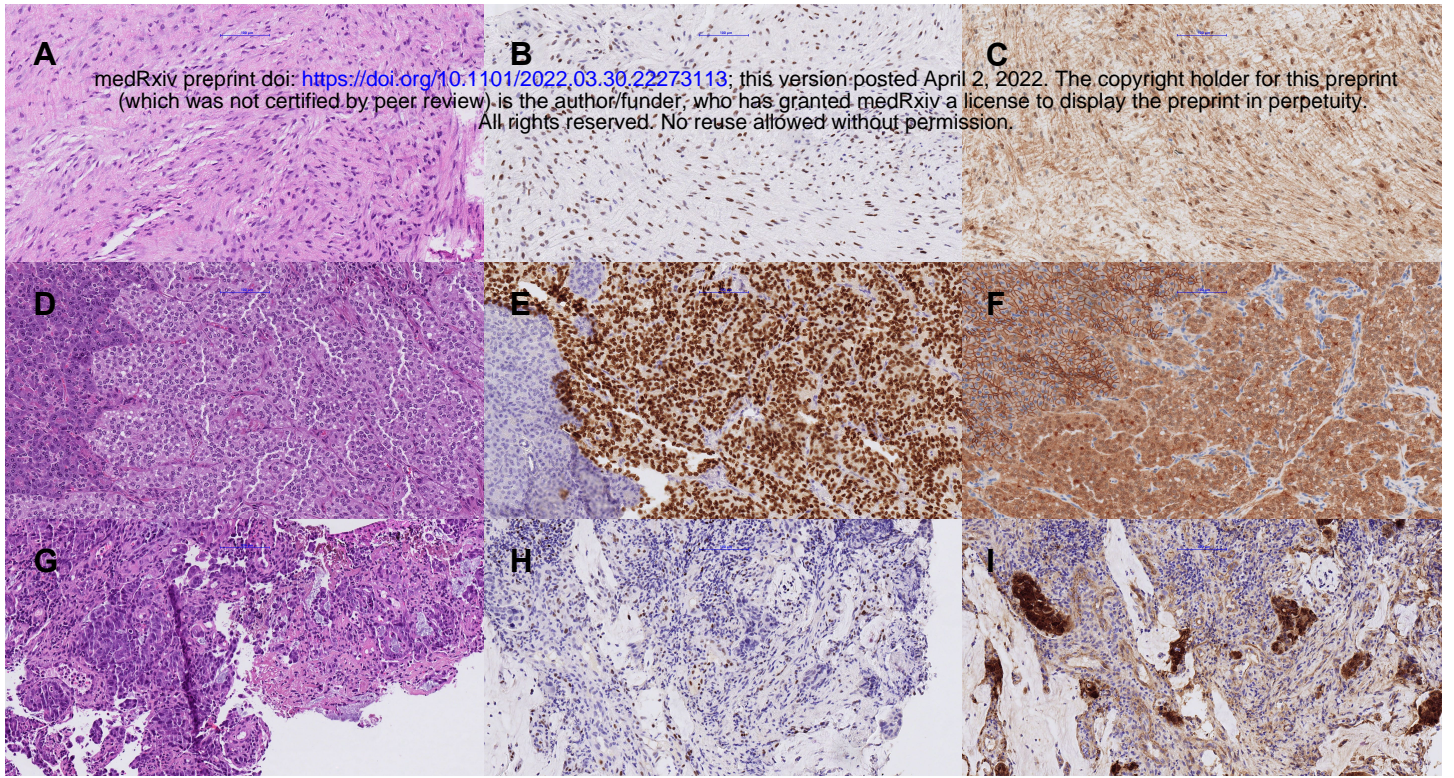 A
B
C
medRxiv preprint doi: https://doi.org/10.1101/2022.03.30.22273113; this version posted April 2, 2022. The copyright holder for this preprint
(which was not certified by peer review) is the author/funder, who has granted medRxiv a license to display the preprint in perpetuity.
All rights reserved. No reuse allowed without permission.
D
E
F
G
H
I